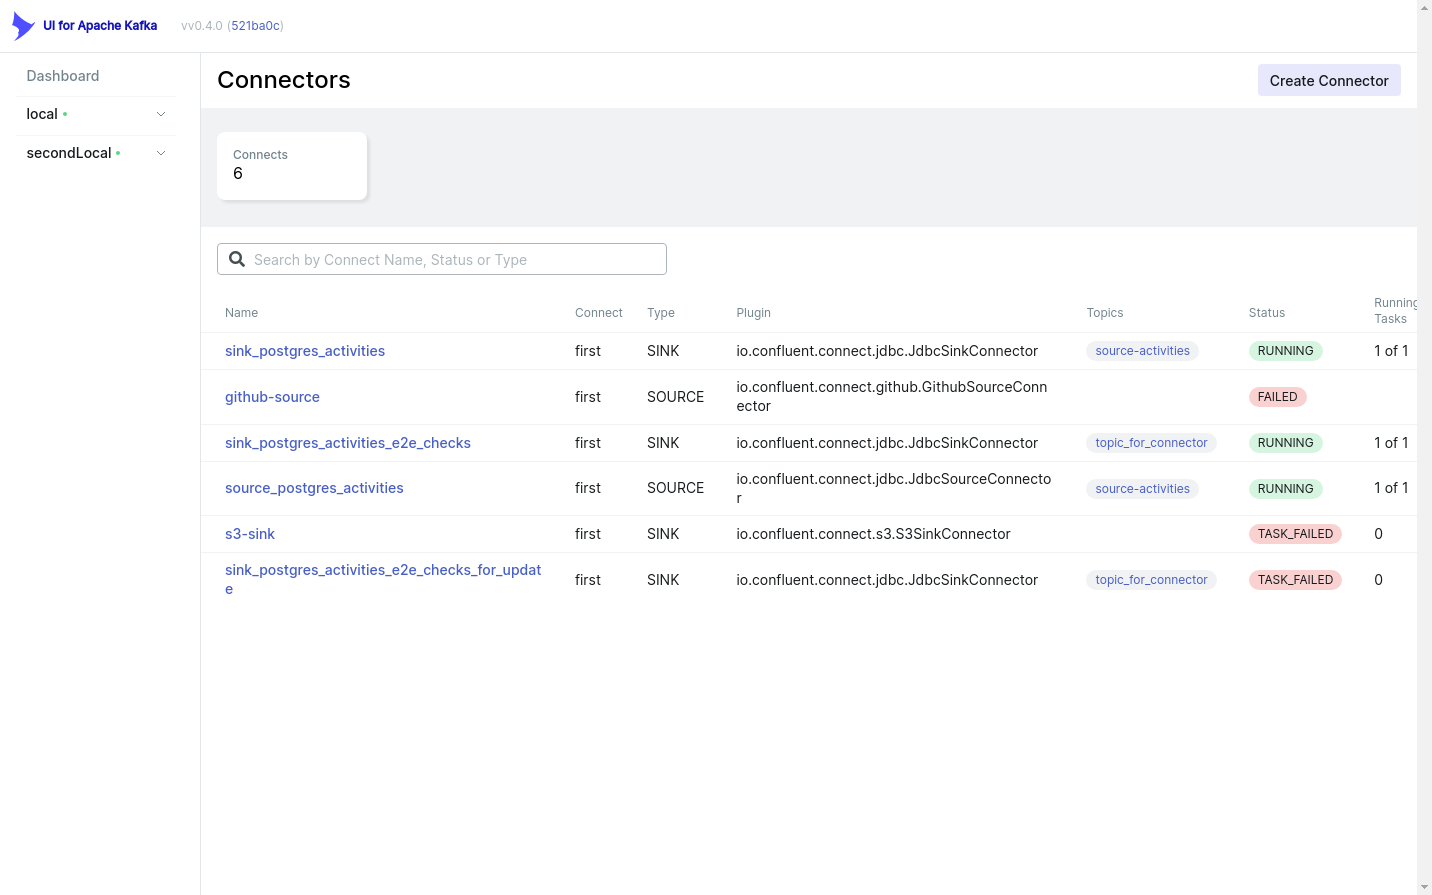 UI for Apache Kafka vv0.4.0 (521ba0c)
Dashboard
local
secondLocal
Connectors
Create Connector
Connects
6
Search by Connect Name, Status or Type
Name Connect Type Plugin Topics Status Running
Tasks
sink_postgres_activities first SINK io.confluent.connect.jdbc.JdbcSinkConnector source-activities RUNNING 1 of 1
github-source first SOURCE io.confluent.connect.github.GithubSourceConn
ector FAILED
sink_postgres_activities_e2e_checks first SINK io.confluent.connect.jdbc.JdbcSinkConnector topic_for_connector RUNNING 1 of 1
source_postgres_activities first SOURCE io.confluent.connect.jdbc.JdbcSourceConnecto
r source-activities RUNNING 1 of 1
s3-sink first SINK io.confluent.connect.s3.S3SinkConnector TASK_FAILED 0
sink_postgres_activities_e2e_checks_for_updat
e first SINK io.confluent.connect.jdbc.JdbcSinkConnector topic_for_connector TASK_FAILED 0